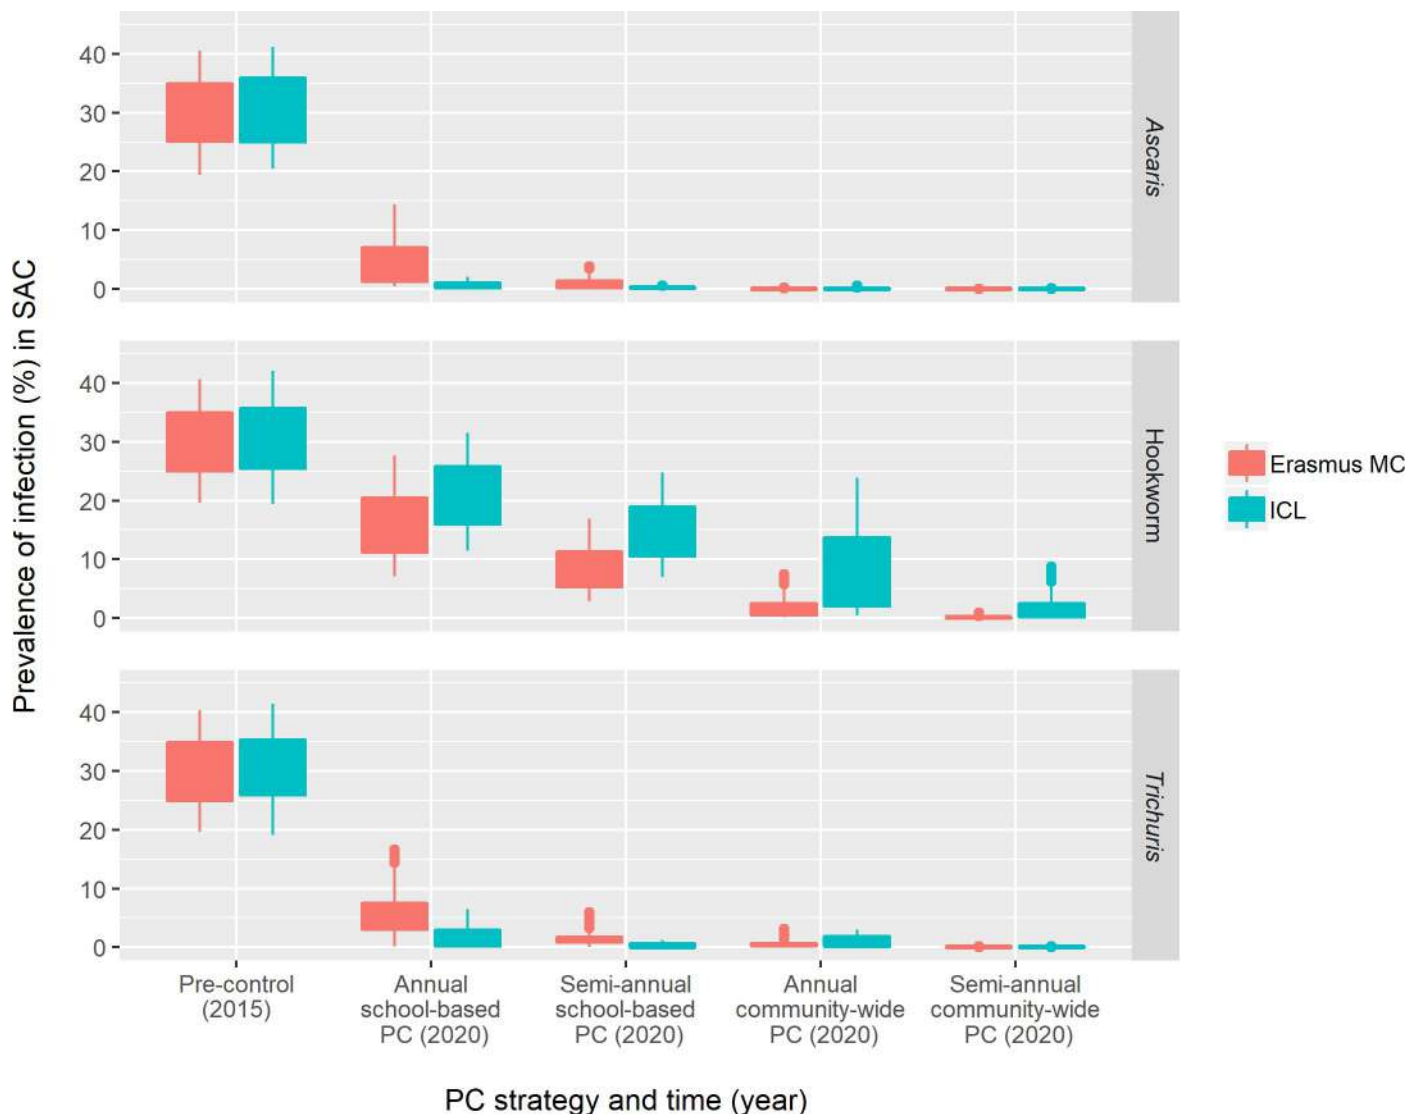 Prevalence of infection (%) in SAC
40
30
20
10
0
Ascaris
40
30
20
10
0
Hookworm
40
30
20
10
0
Trichuris
Pre-control
(2015)
Annual
school-based
PC (2020)
Semi-annual
school-based
PC (2020)
Annual
community-wide
PC (2020)
Semi-annual
community-wide
PC (2020)
PC strategy and time (year)
Erasmus MC
ICL